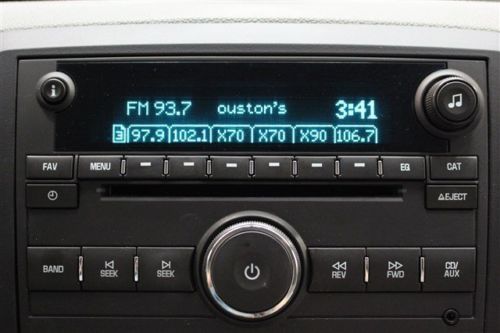 FM 93.7 ouston's 3:41
3 97.9 102.1 X70 X70 X90 106.7
FAV MENU EQ CAT
EJECT
BAND SEEK SEEK REV FWD CD/AUX